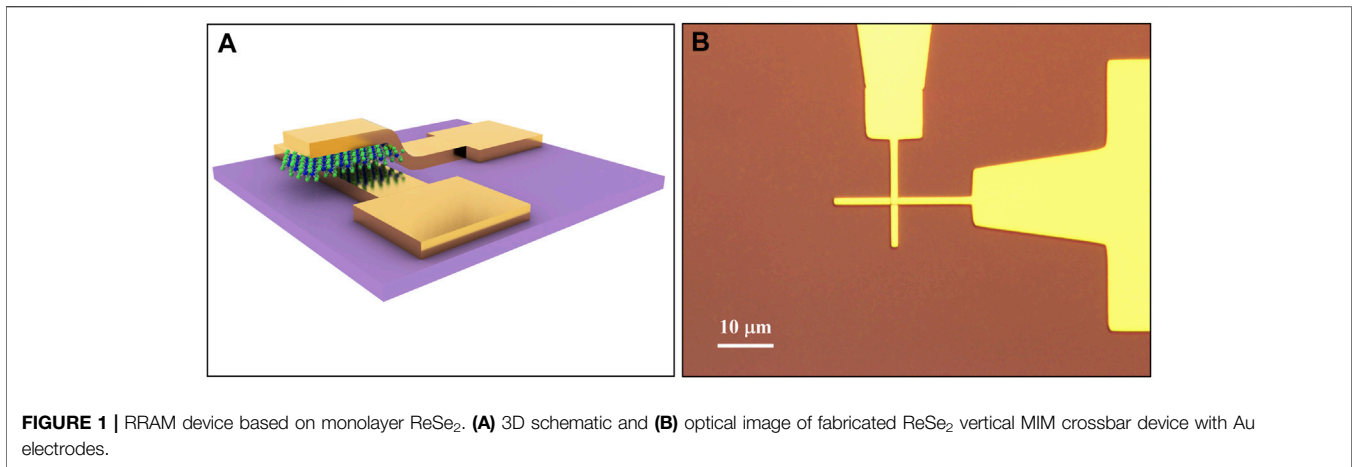 A
B
10 μm
FIGURE 1 | RRAM device based on monolayer ReSe₂. (A) 3D schematic and (B) optical image of fabricated ReSe₂ vertical MIM crossbar device with Au
electrodes.